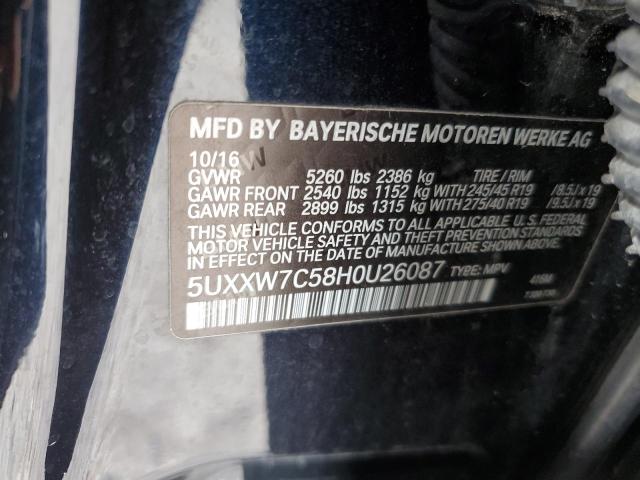 MFD BY BAYERISCHE MOTOREN WERKE AG
10/16
GVWR 5260 lbs 2386 kg TIRE / RIM
GAWR FRONT 2540 lbs 1152 kg WITH 245/45 R19 /8.5J x 19
GAWR REAR 2899 lbs 1315 kg WITH 275/40 R19 /9.5J x 19
THIS VEHICLE CONFORMS TO ALL APPLICABLE U.S. FEDERAL
MOTOR VEHICLE SAFETY, BUMPER, AND THEFT PREVENTION STANDARDS
IN EFFECT ON THE DATE OF MANUFACTURE SHOWN ABOVE.
5UXXW7C58H0U26087 TYPE: MPV